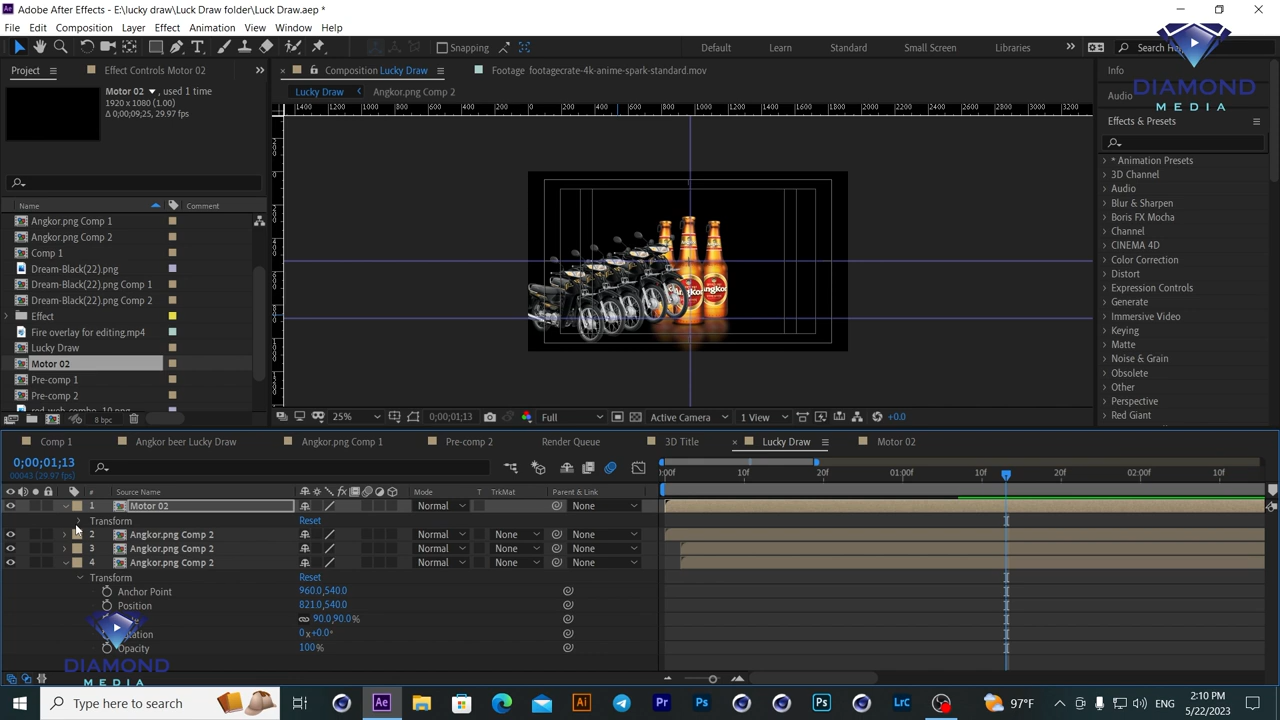 Adobe After Effects - E:\lucky draw\Luck Draw folder\Luck Draw.aep *
File Edit Composition Layer Effect Animation View Window Help
Snapping Default Learn Standard Small Screen Libraries Search Help
Project Effect Controls Motor 02 Composition Lucky Draw Footage footagecrate-4k-anime-spark-standard.mov Info
Motor 02 , used 1 time
1920 x 1080 (1.00)
Δ 0;00;09;25, 29.97 fps
Lucky Draw Angkor.png Comp 2
DIAMOND
MEDIA
Audio
Effects & Presets
* Animation Presets
3D Channel
Audio
Blur & Sharpen
Boris FX Mocha
Channel
CINEMA 4D
Color Correction
Distort
Expression Controls
Generate
Immersive Video
Keying
Matte
Noise & Grain
Obsolete
Other
Perspective
Red Giant
Name Comment
Angkor.png Comp 1
Angkor.png Comp 2
Comp 1
Dream-Black(22).png
Dream-Black(22).png Comp 1
Dream-Black(22).png Comp 2
Effect
Fire overlay for editing.mp4
Lucky Draw
Motor 02
Pre-comp 1
Pre-comp 2
red-web-combo_10.png
8 bpc
25% 0;00;01;13 Full Active Camera 1 View +0.0
Comp 1 Angkor beer Lucky Draw Angkor.png Comp 1 Pre-comp 2 Render Queue 3D Title Lucky Draw Motor 02
0;00;01;13
00043 (29.97 fps)
:00f 10f 20f 01:00f 10f 20f 02:00f 10f
# Source Name Mode T TrkMat Parent & Link
1 Motor 02 Normal None
Transform Reset
2 Angkor.png Comp 2 Normal None None
3 Angkor.png Comp 2 Normal None None
4 Angkor.png Comp 2 Normal None None
Transform Reset
Anchor Point 960.0,540.0
Position 821.0,540.0
90.0,90.0%
0x+0.0°
Opacity 100%
DIAMOND
MEDIA
Type here to search
97°F
ENG
2:10 PM
5/22/2023